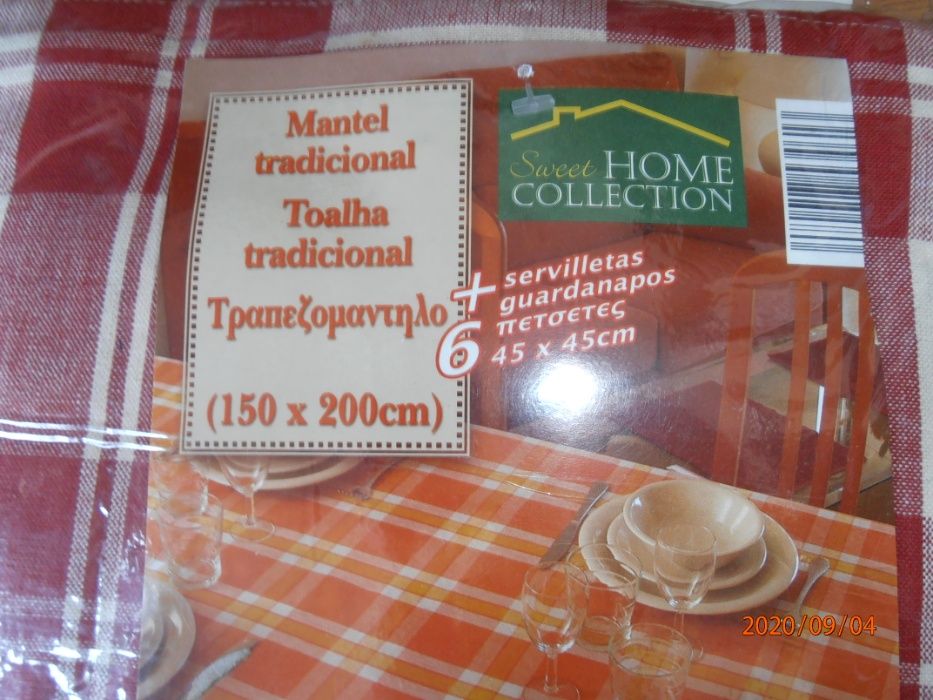 Mantel
tradicional
Toalha
tradicional
Τραπεζομαντηλο
(150 x 200cm)
+ servilletas
guardanapos
6 πετσετες
45 x 45cm
Sweet HOME
COLLECTION
2020/09/04